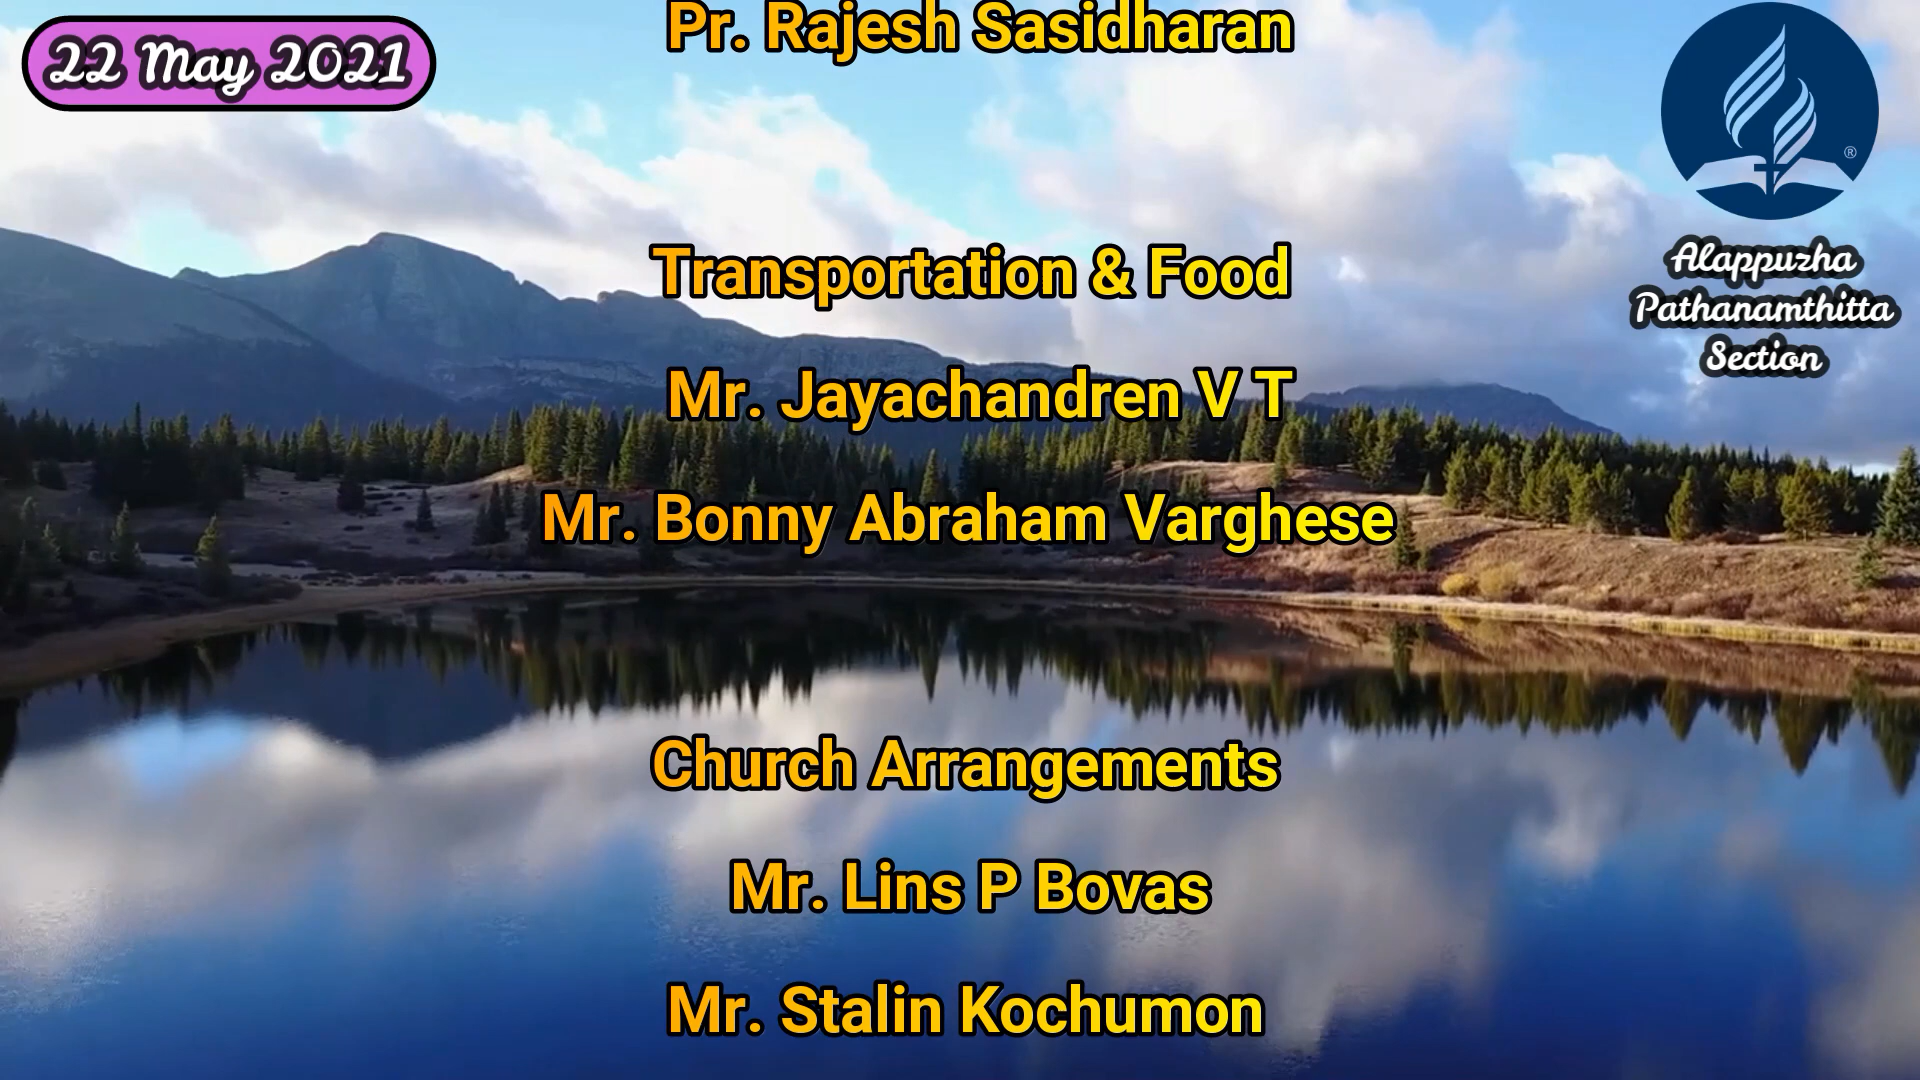 22 May 2021
Pr. Rajesh Sasidharan
®
Alappuzha
Pathanamthitta
Section
Transportation & Food
Mr. Jayachandren V T
Mr. Bonny Abraham Varghese
Church Arrangements
Mr. Lins P Bovas
Mr. Stalin Kochumon